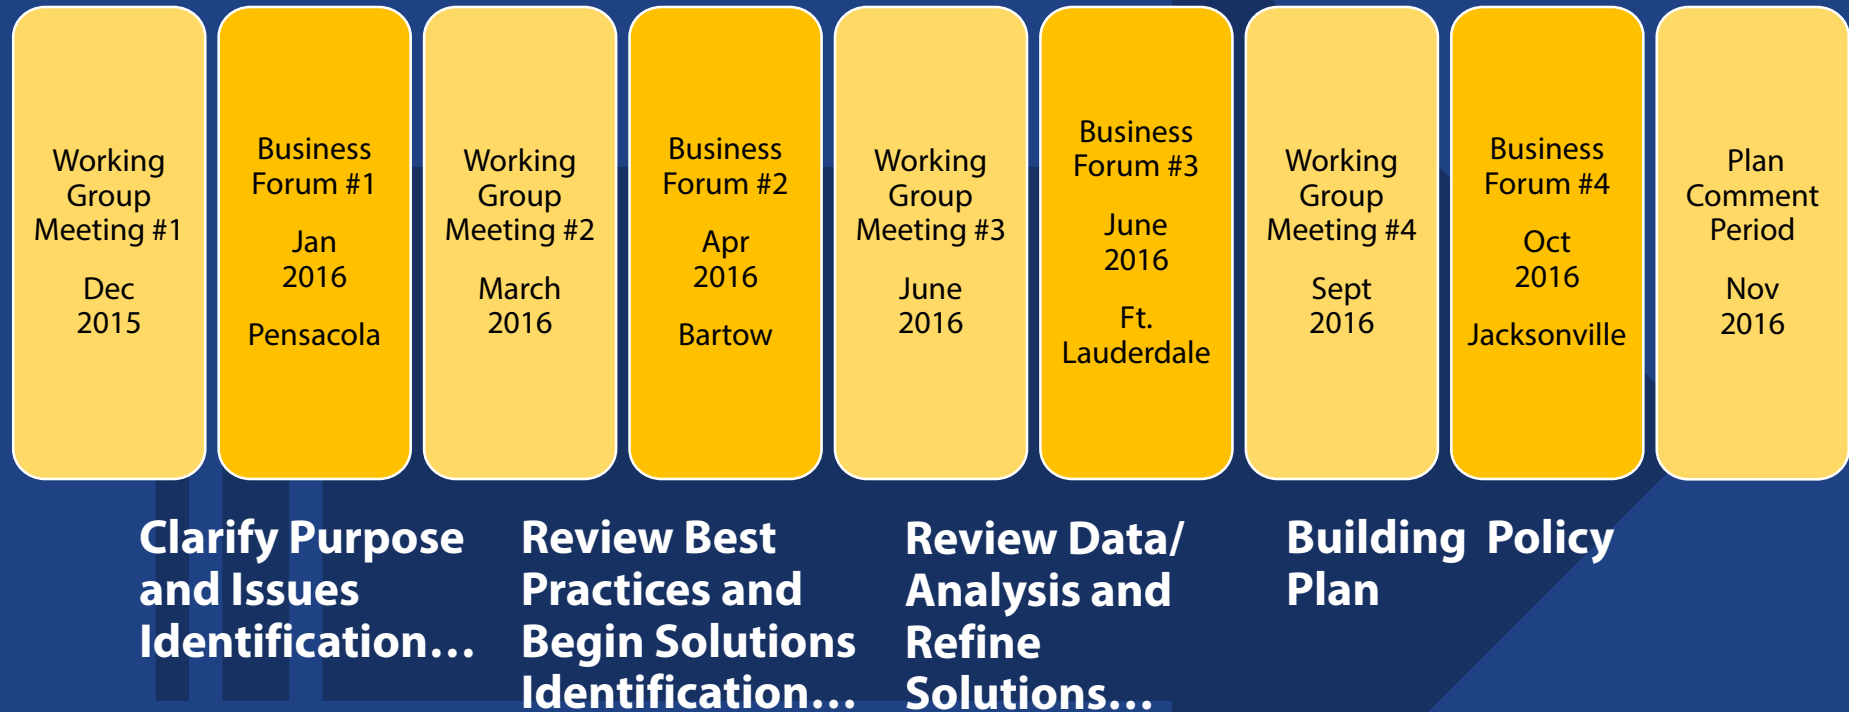 Working
Group
Meeting #1
Dec
2015
Business
Forum #1
Jan
2016
Pensacola
Working
Group
Meeting #2
March
2016
Business
Forum #2
Apr
2016
Bartow
Working
Group
Meeting #3
June
2016
Business
Forum #3
June
2016
Ft.
Lauderdale
Working
Group
Meeting #4
Sept
2016
Business
Forum #4
Oct
2016
Jacksonville
Plan
Comment
Period
Nov
2016
Clarify Purpose
and Issues
Identification…
Review Best
Practices and
Begin Solutions
Identification…
Review Data/
Analysis and
Refine
Solutions…
Building Policy
Plan